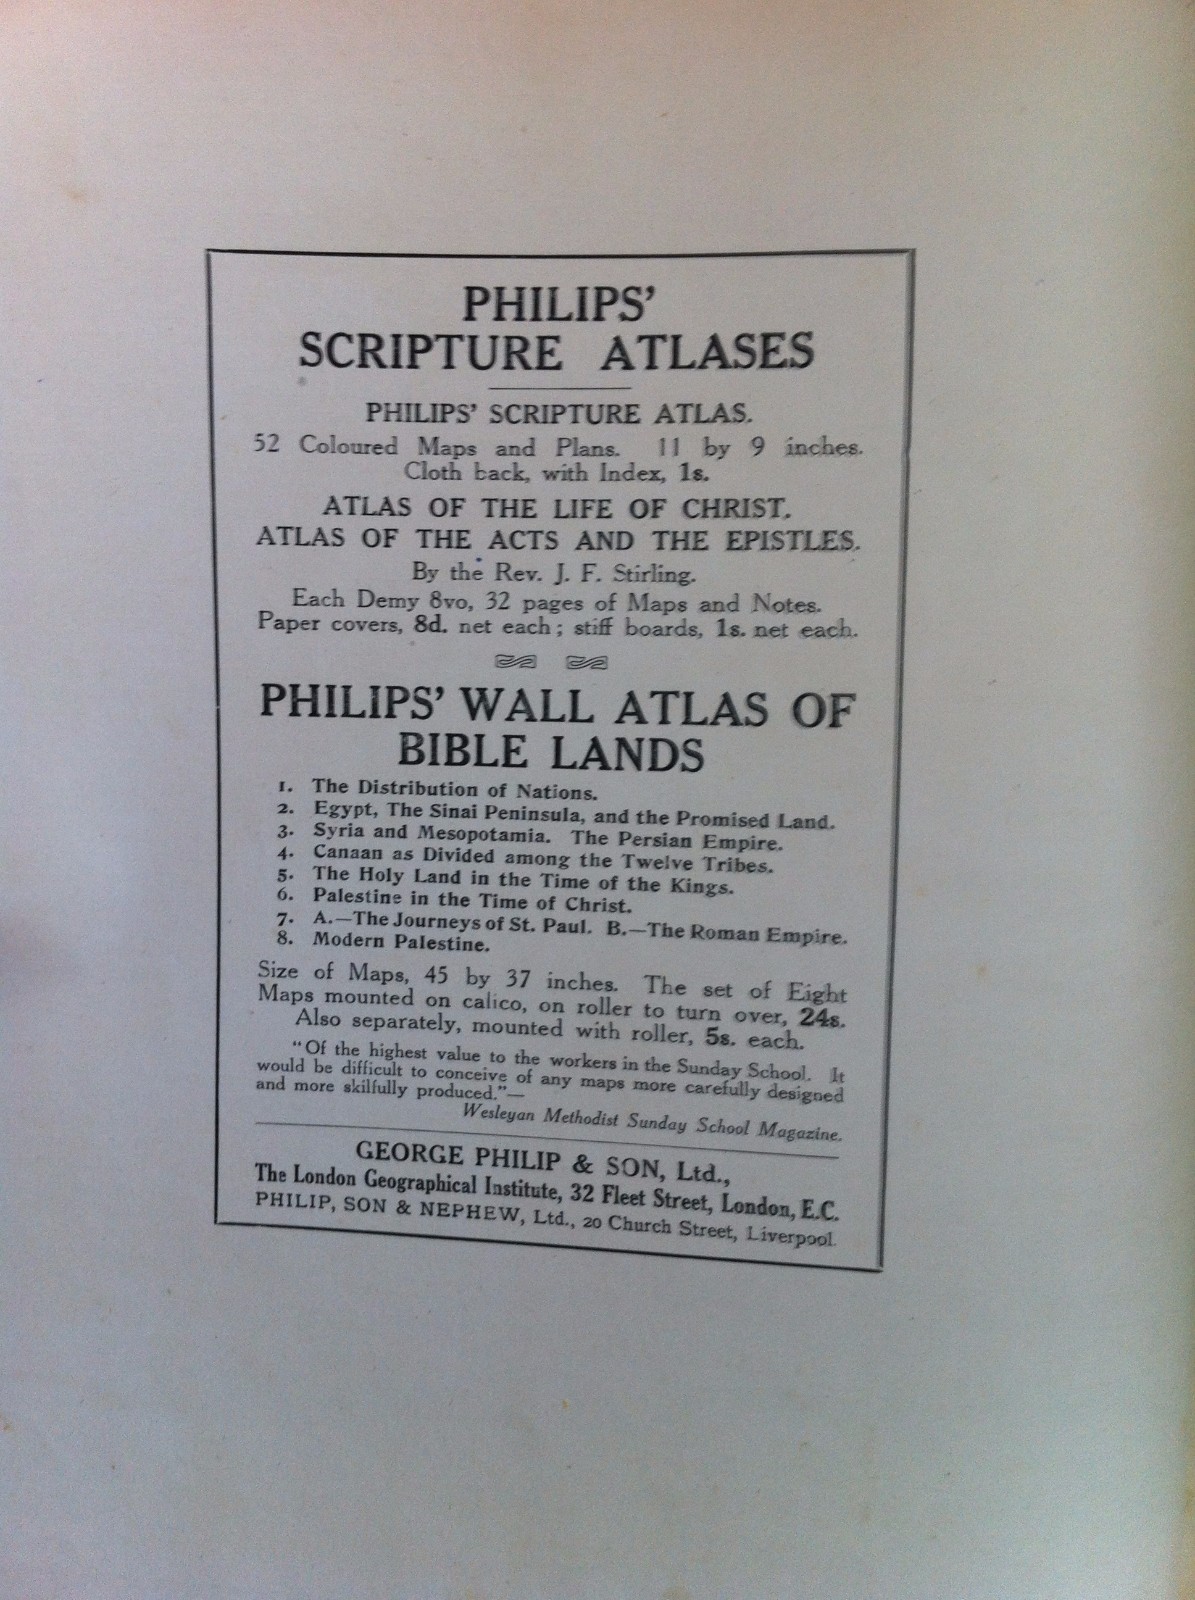 PHILIPS'
SCRIPTURE ATLASES
PHILIPS' SCRIPTURE ATLAS.
52 Coloured Maps and Plans. 11 by 9 inches.
Cloth back, with Index, 1s.
ATLAS OF THE LIFE OF CHRIST.
ATLAS OF THE ACTS AND THE EPISTLES.
By the Rev. J. F. Stirling.
Each Demy 8vo, 32 pages of Maps and Notes.
Paper covers, 8d. net each; stiff boards, 1s. net each.
PHILIPS' WALL ATLAS OF
BIBLE LANDS
1. The Distribution of Nations.
2. Egypt, The Sinai Peninsula, and the Promised Land.
3. Syria and Mesopotamia. The Persian Empire.
4. Canaan as Divided among the Twelve Tribes.
5. The Holy Land in the Time of the Kings.
6. Palestine in the Time of Christ.
7. A.—The Journeys of St. Paul. B.—The Roman Empire.
8. Modern Palestine.
Size of Maps, 45 by 37 inches. The set of Eight
Maps mounted on calico, on roller to turn over, 24s.
Also separately, mounted with roller, 5s. each.
"Of the highest value to the workers in the Sunday School. It
would be difficult to conceive of any maps more carefully designed
and more skilfully produced."—
Wesleyan Methodist Sunday School Magazine.
GEORGE PHILIP & SON, Ltd.,
The London Geographical Institute, 32 Fleet Street, London, E.C.
PHILIP, SON & NEPHEW, Ltd., 20 Church Street, Liverpool.